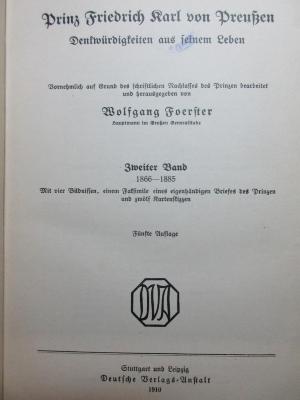 Prinz Friedrich Karl von Preußen
Denkwürdigkeiten aus seinem Leben
Vornehmlich auf Grund des schriftlichen Nachlasses des Prinzen bearbeitet
und herausgegeben von
Wolfgang Foerster
Hauptmann im Großen Generalstabe
Zweiter Band
1866—1885
Mit vier Bildnissen, einem Faksimile eines eigenhändigen Briefes des Prinzen
und zwölf Kartenskizzen
Fünfte Auflage
DVA
Stuttgart und Leipzig
Deutsche Verlags-Anstalt
1910